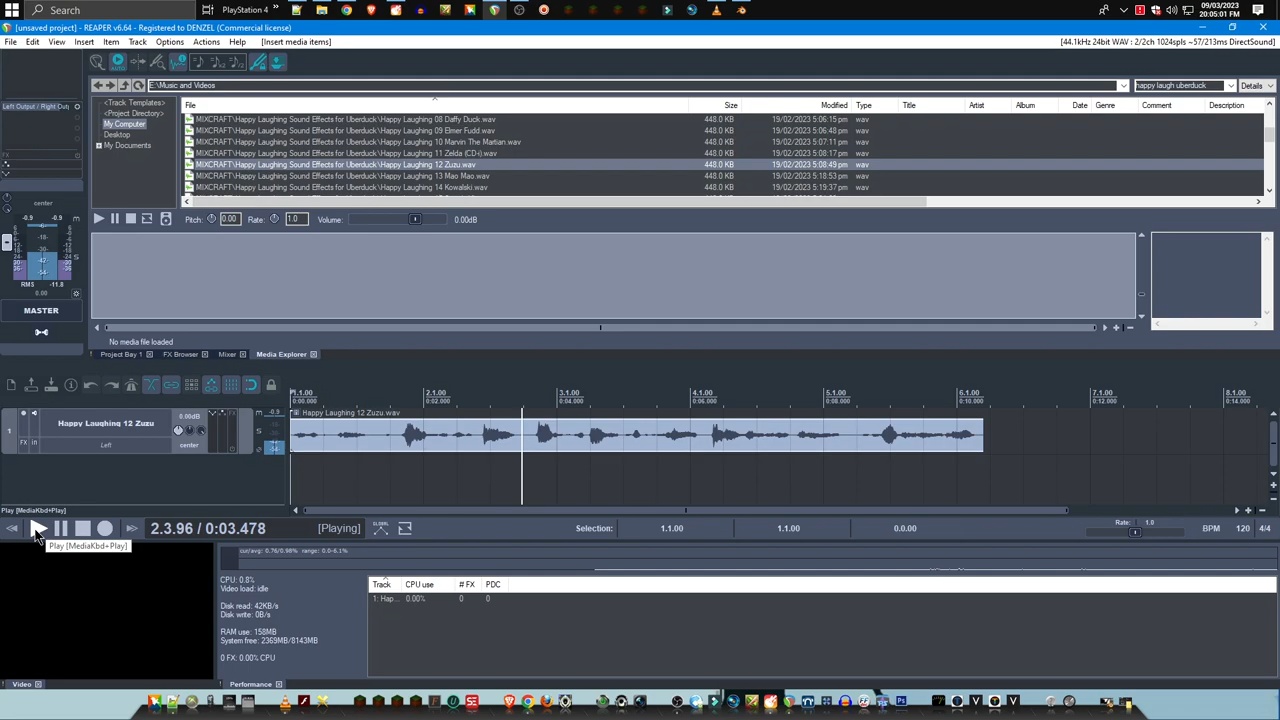 Search
PlayStation 4
09/03/2023
8:05:01 pm
[unsaved project] - REAPER v6.64 - Registered to DENZEL (Commercial license)
File Edit View Insert Item Track Options Actions Help [Insert media items]
[44.1kHz 24bit WAV : 2/2ch 1024spls ~57/213ms DirectSound]
E:\Music and Videos
happy laugh uberduck
Details
Left Output / Right Out
<Track Templates>
<Project Directory>
My Computer
Desktop
My Documents
File Size Modified Type Title Artist Album Date Genre Comment Description
MIXCRAFT\Happy Laughing Sound Effects for Uberduck\Happy Laughing 08 Daffy Duck.wav 448.0 KB 19/02/2023 5:06:15 pm wav
MIXCRAFT\Happy Laughing Sound Effects for Uberduck\Happy Laughing 09 Elmer Fudd.wav 448.0 KB 19/02/2023 5:06:48 pm wav
MIXCRAFT\Happy Laughing Sound Effects for Uberduck\Happy Laughing 10 Marvin The Martian.wav 448.0 KB 19/02/2023 5:07:11 pm wav
MIXCRAFT\Happy Laughing Sound Effects for Uberduck\Happy Laughing 11 Zelda (CD-i).wav 448.0 KB 19/02/2023 5:08:17 pm wav
MIXCRAFT\Happy Laughing Sound Effects for Uberduck\Happy Laughing 12 Zuzu.wav 448.0 KB 19/02/2023 5:08:49 pm wav
MIXCRAFT\Happy Laughing Sound Effects for Uberduck\Happy Laughing 13 Mao Mao.wav 448.0 KB 19/02/2023 5:18:53 pm wav
MIXCRAFT\Happy Laughing Sound Effects for Uberduck\Happy Laughing 14 Kowalski.wav 448.0 KB 19/02/2023 5:19:37 pm wav
FX
center
-0.9 -0.9 m
RMS -11.8
0.00
MASTER
Pitch: 0.00 Rate: 1.0 Volume: 0.00dB
No media file loaded
Project Bay 1 FX Browser Mixer Media Explorer
1.1.00 2.1.00 3.1.00 4.1.00 5.1.00 6.1.00 7.1.00 8.1.00
0:00.000 0:02.000 0:04.000 0:06.000 0:08.000 0:10.000 0:12.000 0:14.000
Happy Laughing 12 Zuzu.wav
1
Happy Laughing 12 Zuzu
0.00dB
FX in
Left
center
m -0.9
S
Play [MediaKbd+Play]
2.3.96 / 0:03.478 [Playing]
GLOBAL
Selection: 1.1.00 1.1.00 0.0.00
Rate: 1.0
BPM 120 4/4
Play [MediaKbd+Play]
cur/avg: 0.76/0.98% range: 0.0-6.1%
CPU: 0.8%
Video load: idle
Disk read: 42KB/s
Disk write: 0B/s
RAM use: 158MB
System free: 2369MB/8143MB
0 FX: 0.00% CPU
Track CPU use # FX PDC
1: Hap... 0.00% 0 0
Video
Performance